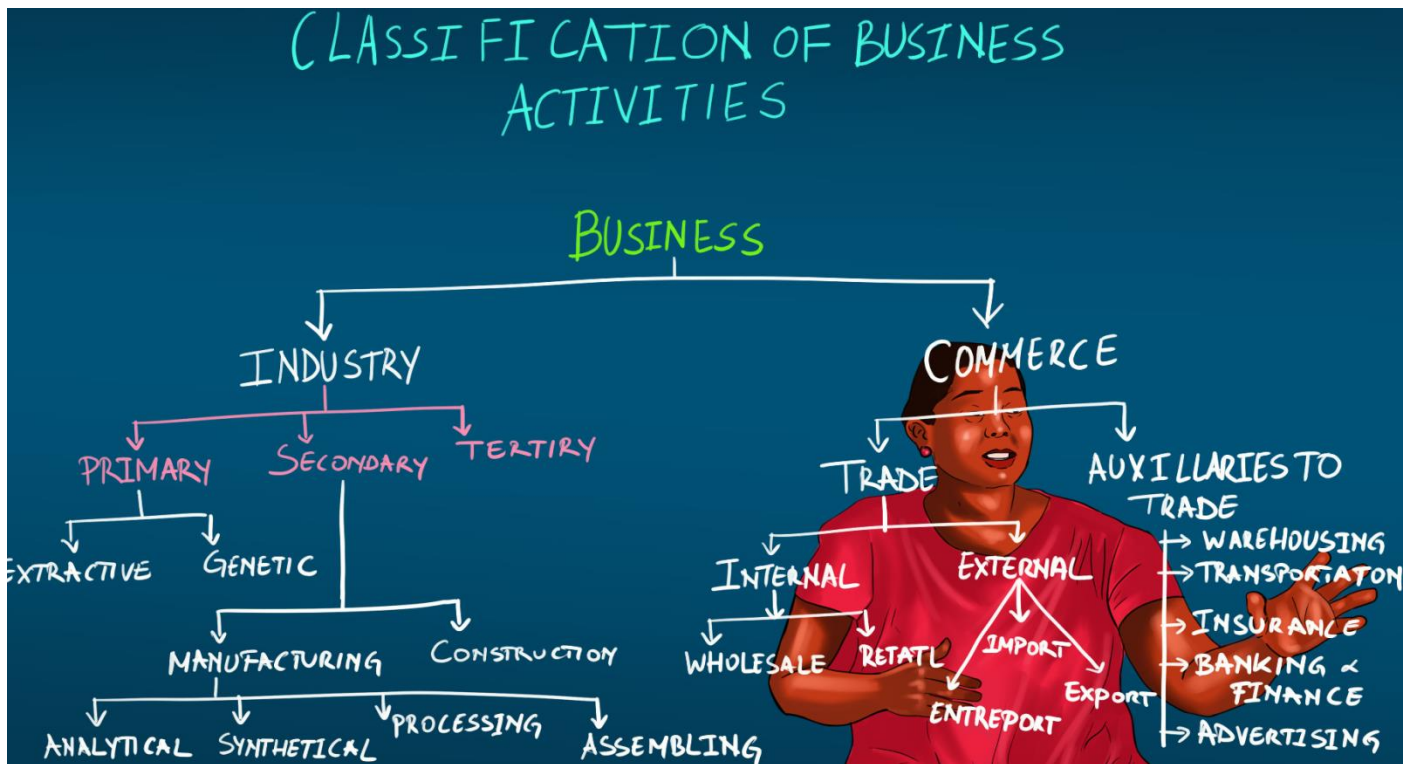 CLASSIFICATION OF BUSINESS
ACTIVITIES
BUSINESS
INDUSTRY
COMMERCE
PRIMARY
SECONDARY
TERTIRY
TRADE
AUXILLARIES TO
TRADE
EXTRACTIVE
GENETIC
INTERNAL
EXTERNAL
WAREHOUSING
TRANSPORTATON
INSURANCE
BANKING &
FINANCE
ADVERTISING
MANUFACTURING
CONSTRUCTION
WHOLESALE
RETATL
IMPORT
EXPORT
ENTREPORT
ANALYTICAL
SYNTHETICAL
PROCESSING
ASSEMBLING